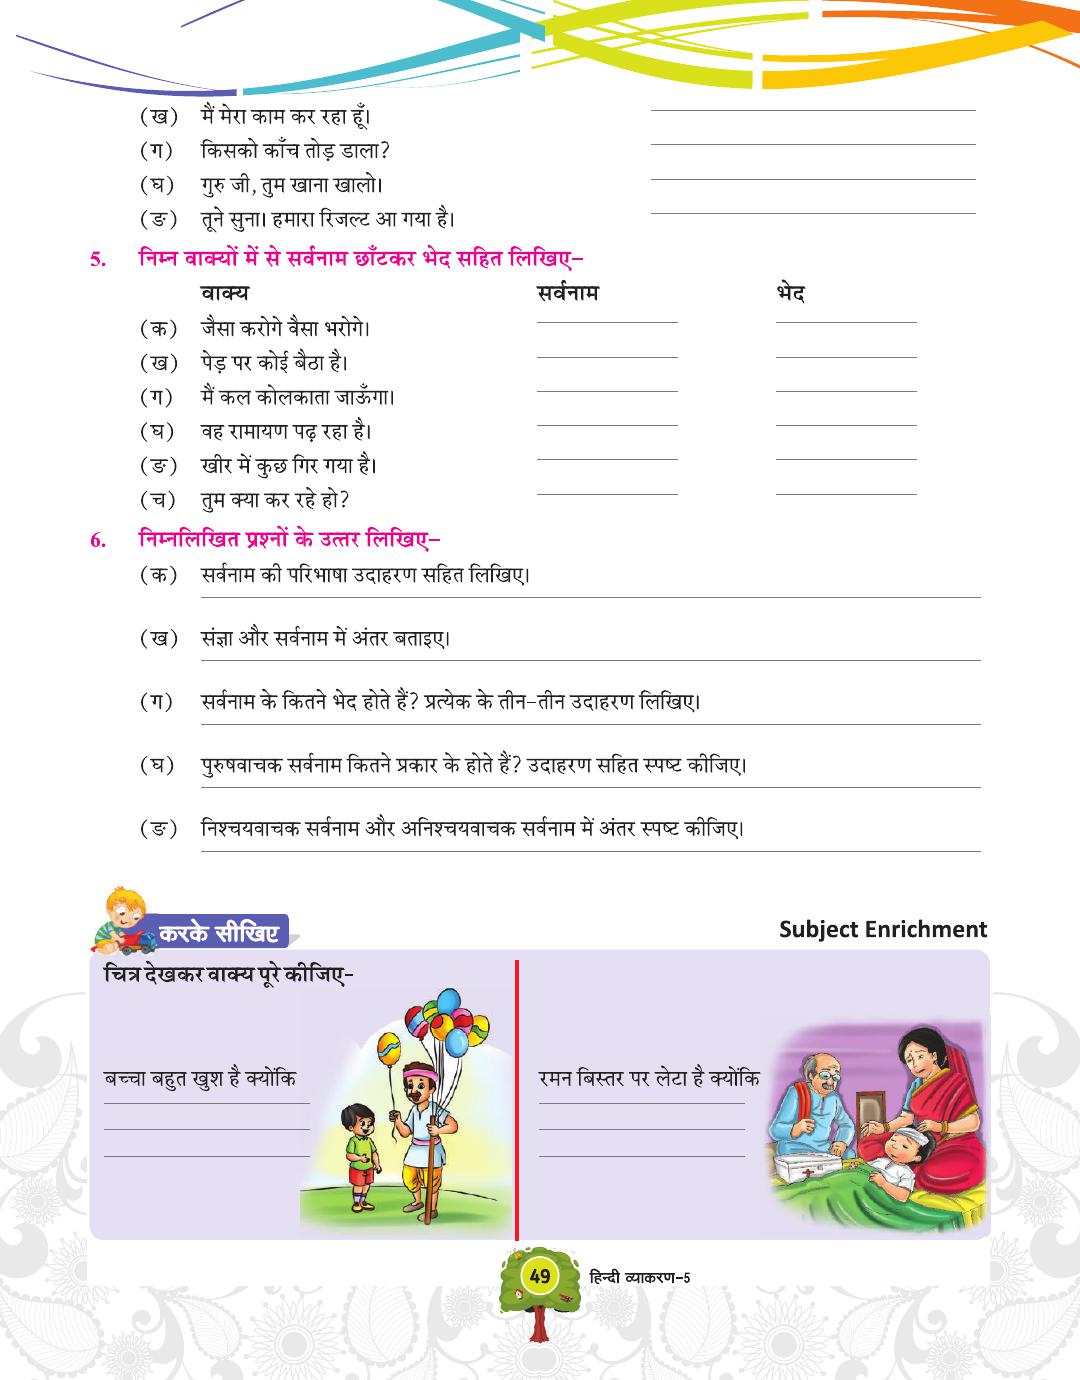 (ख) मैं मेरा काम कर रहा हूँ।
(ग) किसको काँच तोड़ डाला?
(घ) गुरु जी, तुम खाना खालो।
(ङ) तूने सुना। हमारा रिजल्ट आ गया है।
5. निम्न वाक्यों में से सर्वनाम छाँटकर भेद सहित लिखिए–
वाक्य सर्वनाम भेद
(क) जैसा करोगे वैसा भरोगे।
(ख) पेड़ पर कोई बैठा है।
(ग) मैं कल कोलकाता जाऊँगा।
(घ) वह रामायण पढ़ रहा है।
(ङ) खीर में कुछ गिर गया है।
(च) तुम क्या कर रहे हो?
6. निम्नलिखित प्रश्नों के उत्तर लिखिए–
(क) सर्वनाम की परिभाषा उदाहरण सहित लिखिए।
(ख) संज्ञा और सर्वनाम में अंतर बताइए।
(ग) सर्वनाम के कितने भेद होते हैं? प्रत्येक के तीन–तीन उदाहरण लिखिए।
(घ) पुरुषवाचक सर्वनाम कितने प्रकार के होते हैं? उदाहरण सहित स्पष्ट कीजिए।
(ङ) निश्चयवाचक सर्वनाम और अनिश्चयवाचक सर्वनाम में अंतर स्पष्ट कीजिए।
करके सीखिए Subject Enrichment
चित्र देखकर वाक्य पूरे कीजिए-
बच्चा बहुत खुश है क्योंकि
रमन बिस्तर पर लेटा है क्योंकि
49 हिन्दी व्याकरण–5